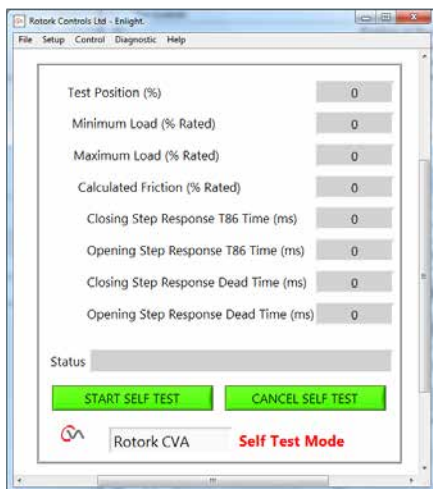 Rotork Controls Ltd - Enlight.
File Setup Control Diagnostic Help
Test Position (%) 0
Minimum Load (% Rated) 0
Maximum Load (% Rated) 0
Calculated Friction (% Rated) 0
Closing Step Response T86 Time (ms) 0
Opening Step Response T86 Time (ms) 0
Closing Step Response Dead Time (ms) 0
Opening Step Response Dead Time (ms) 0
Status
START SELF TEST CANCEL SELF TEST
Rotork CVA Self Test Mode